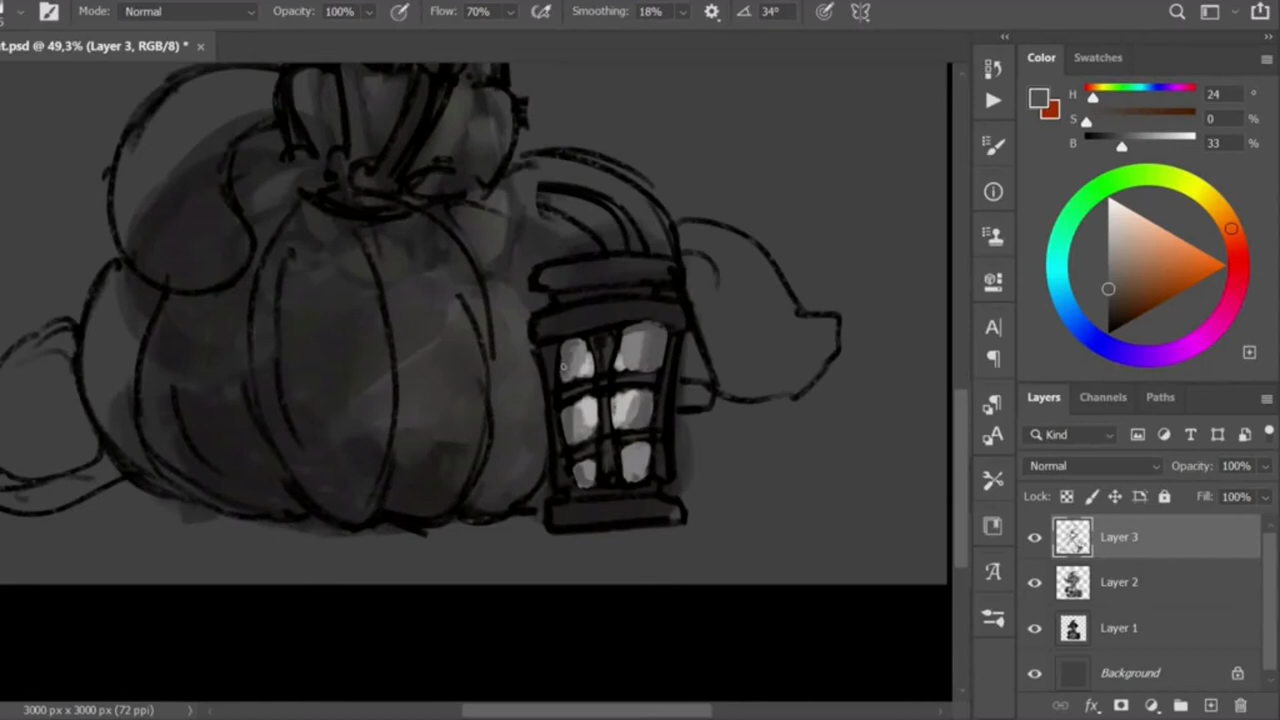 5 Mode: Normal Opacity: 100% Flow: 70% Smoothing: 18% 34°
t.psd @ 49,3% (Layer 3, RGB/8) * ×
Color Swatches
H 24 °
S 0 %
B 33 %
Layers Channels Paths
Kind
Normal Opacity: 100%
Lock: Fill: 100%
Layer 3
Layer 2
Layer 1
Background
fx
3000 px x 3000 px (72 ppi)